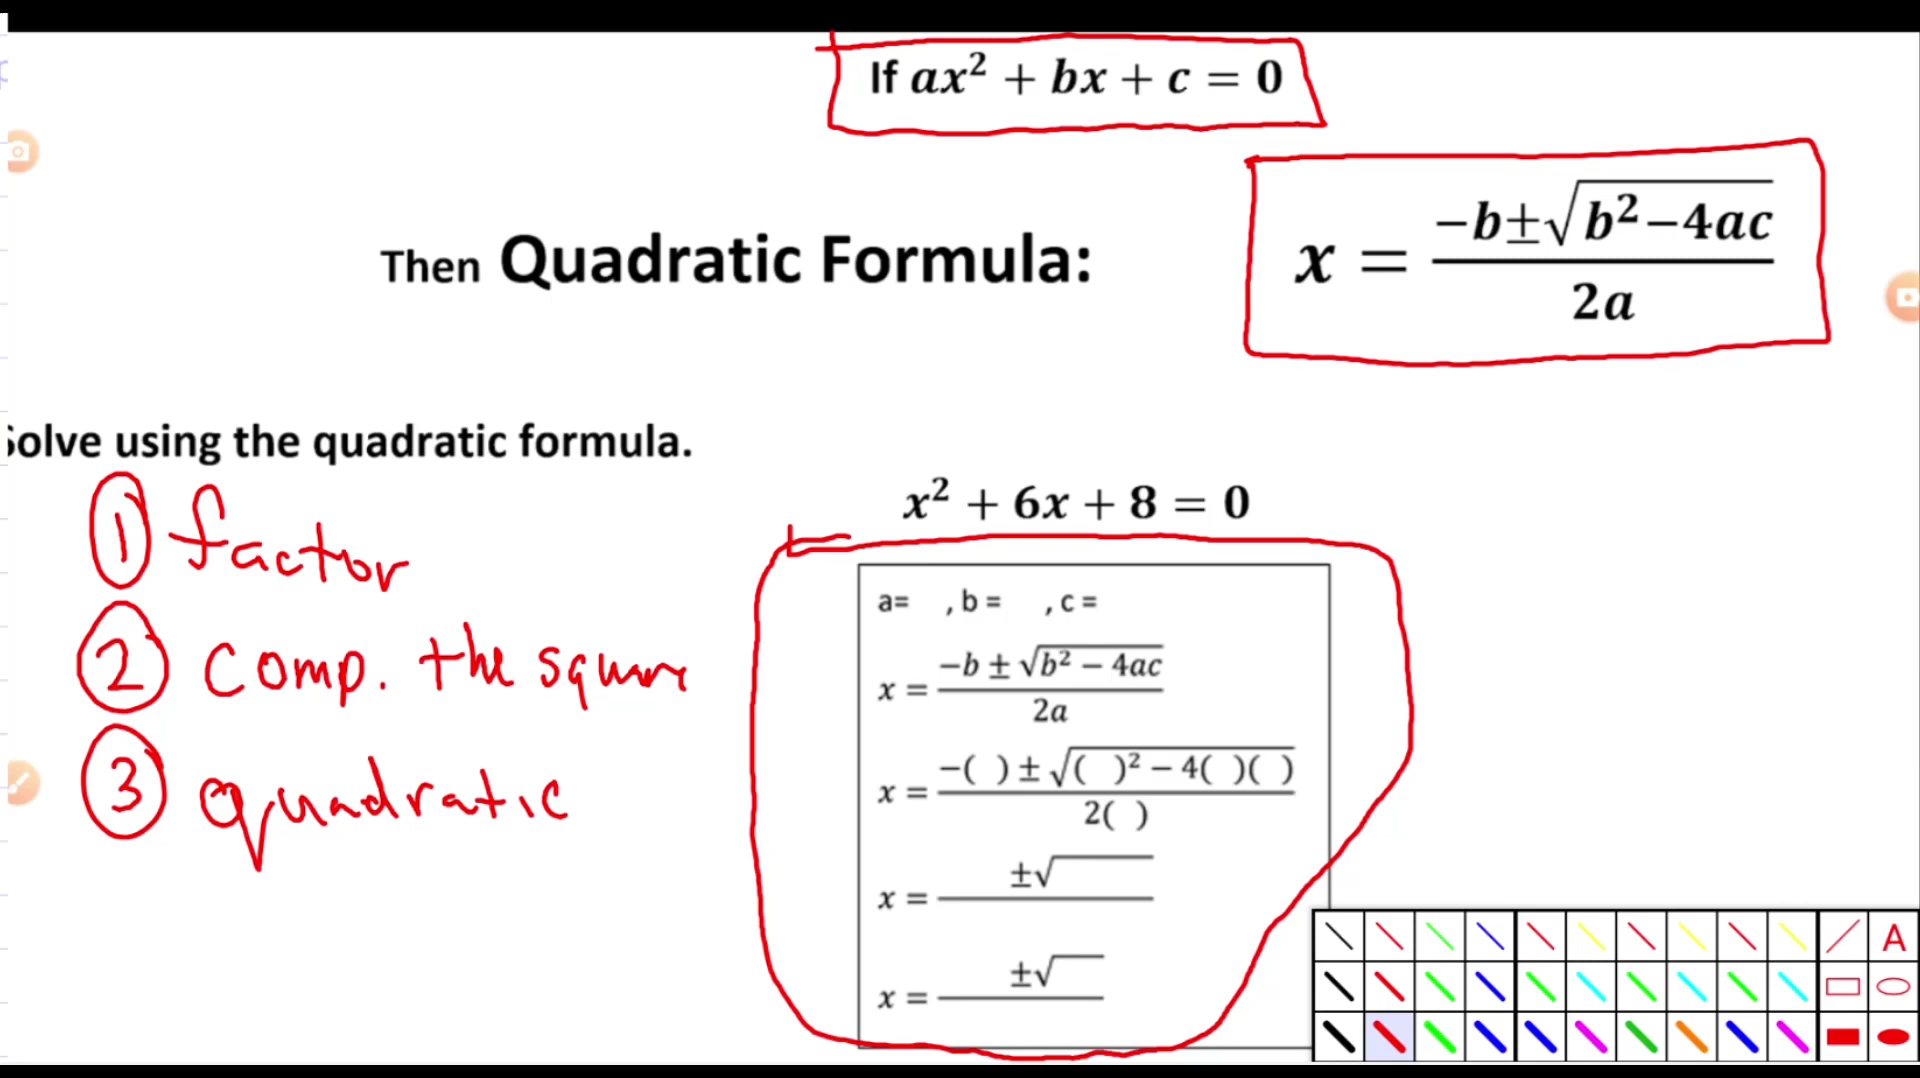 If ax² + bx + c = 0
Then Quadratic Formula: x = (-b±√(b²−4ac))/(2a)
Solve using the quadratic formula.
① factor
② comp. the square
③ quadratic
x² + 6x + 8 = 0
a= , b = , c =
x = (−b ± √(b² − 4ac))/(2a)
x = (−( ) ± √(( )² − 4( )( )))/(2( ))
x = ±√
x = ±√
A